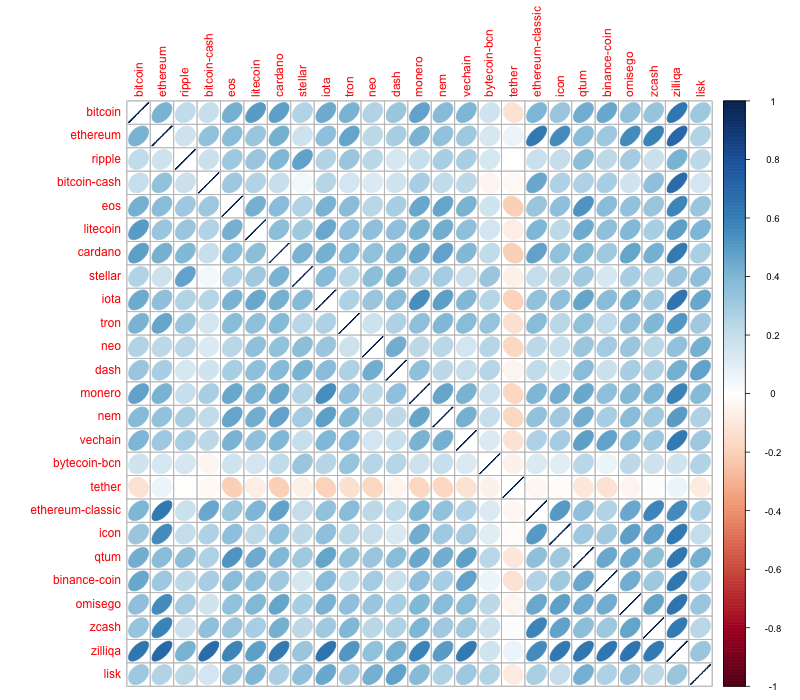 bitcoin
ethereum
ripple
bitcoin-cash
eos
litecoin
cardano
stellar
iota
tron
neo
dash
monero
nem
vechain
bytecoin-bcn
tether
ethereum-classic
icon
qtum
binance-coin
omisego
zcash
zilliqa
lisk
bitcoin
ethereum
ripple
bitcoin-cash
eos
litecoin
cardano
stellar
iota
tron
neo
dash
monero
nem
vechain
bytecoin-bcn
tether
ethereum-classic
icon
qtum
binance-coin
omisego
zcash
zilliqa
lisk
1
0.8
0.6
0.4
0.2
0
-0.2
-0.4
-0.6
-0.8
-1